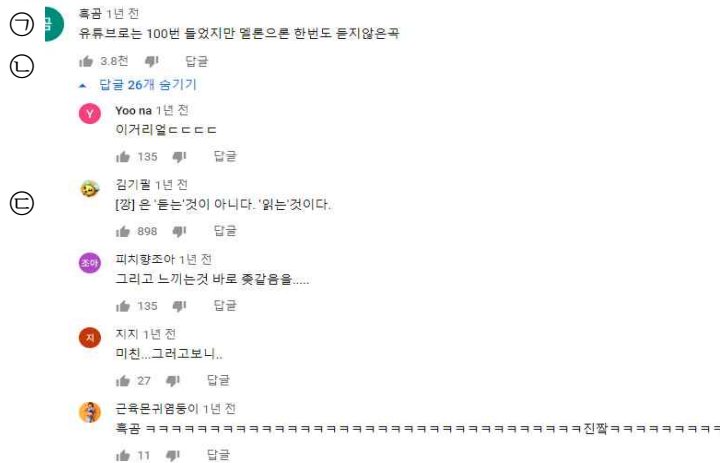 ㉠ 흑곰 1년 전
유튜브로는 100번 들었지만 멜론으론 한번도 듣지않은곡
㉡ 3.8천 답글
답글 26개 숨기기
Y Yoo na 1년 전
이거리얼ㄷㄷㄷㄷ
135 답글
김기필 1년 전
㉢ [깡] 은 '듣는'것이 아니다. '읽는'것이다.
898 답글
조아 피치향조아 1년 전
그리고 느끼는것 바로 좆같음을.....
135 답글
지 지지 1년 전
미친...그러고보니..
27 답글
근육몬귀염둥이 1년 전
흑곰 ㅋㅋㅋㅋㅋㅋㅋㅋㅋㅋㅋㅋㅋㅋㅋㅋㅋㅋㅋㅋㅋㅋㅋㅋㅋㅋㅋㅋㅋㅋㅋㅋㅋㅋ진짴ㅋㅋㅋㅋㅋㅋㅋㅋㅋ
11 답글